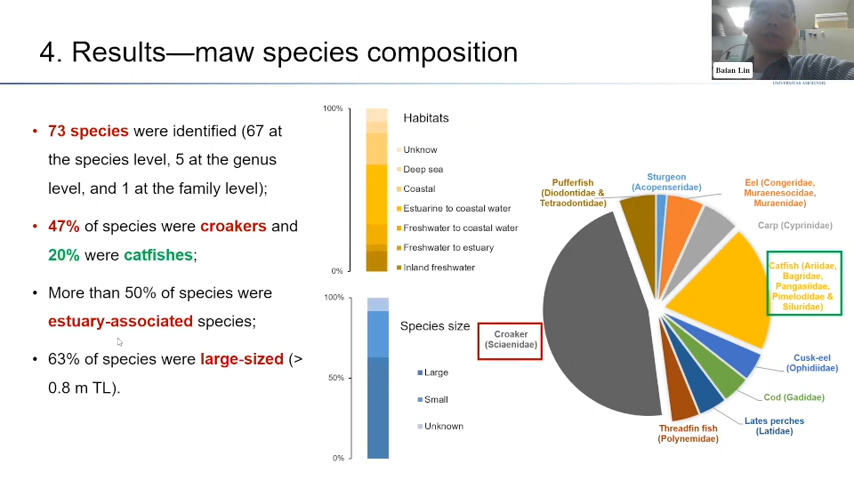 4. Results—maw species composition
Baian Lin
• 73 species were identified (67 at
the species level, 5 at the genus
level, and 1 at the family level);
• 47% of species were croakers and
20% were catfishes;
• More than 50% of species were
estuary-associated species;
• 63% of species were large-sized (>
0.8 m TL).
100%
0%
Habitats
Unknow
Deep sea
Coastal
Estuarine to coastal water
Freshwater to coastal water
Freshwater to estuary
Inland freshwater
100%
50%
0%
Species size
Large
Small
Unknown
Croaker
(Sciaenidae)
Pufferfish
(Diodontidae &
Tetraodontidae)
Sturgeon
(Acopenseridae)
Eel (Congeridae,
Muraenesocidae,
Muraenidae)
Carp (Cyprinidae)
Catfish (Ariidae,
Bagridae,
Pangasiidae,
Pimelodidae &
Siluridae)
Cusk-eel
(Ophidiidae)
Cod (Gadidae)
Lates perches
(Latidae)
Threadfin fish
(Polynemidae)